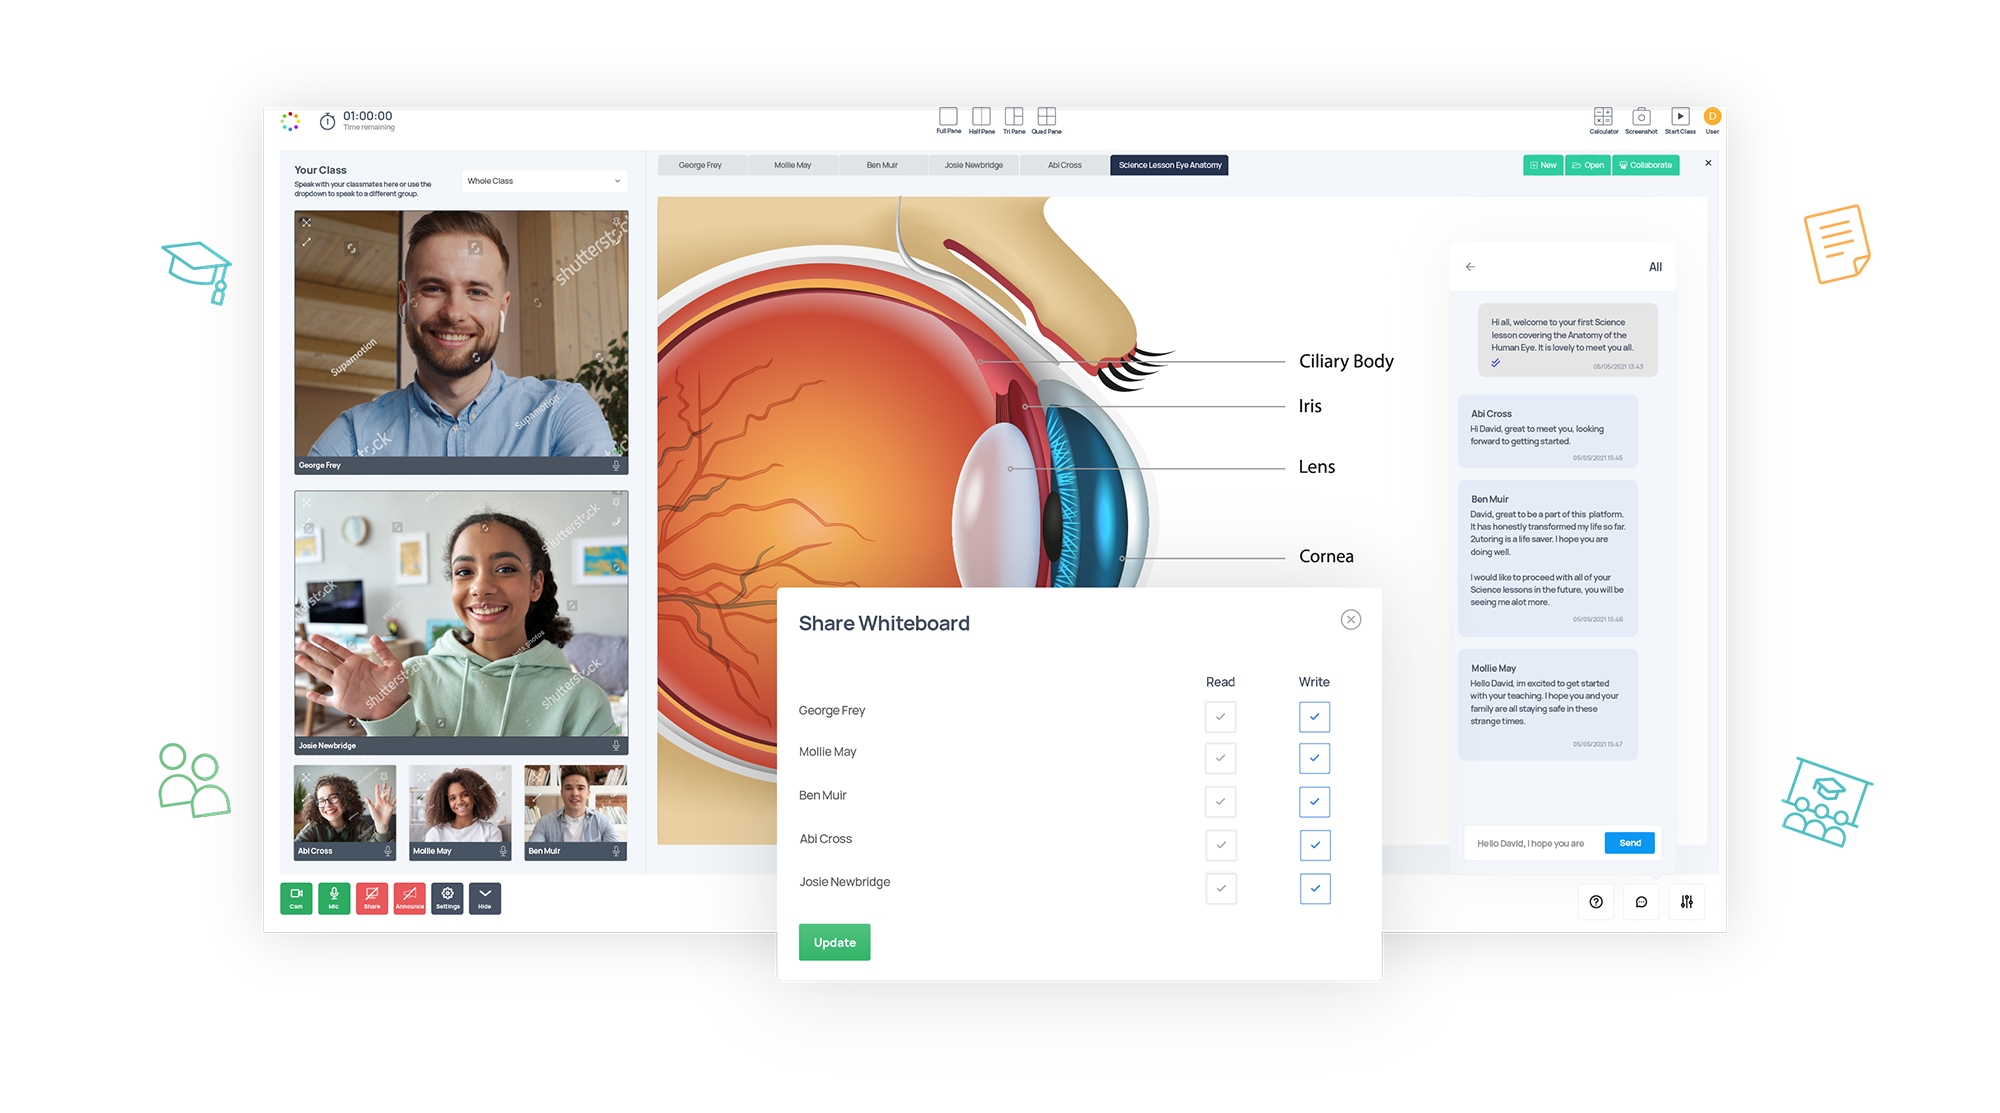 01:00:00
Time remaining
Full Pane
Half Pane
Tri Pane
Quad Pane
Calculator
Screenshot
Start Class
D
User
Your Class
Speak with your classmates here or use the
dropdown to speak to a different group.
Whole Class
George Frey
Mollie May
Ben Muir
Josie Newbridge
Abi Cross
Science Lesson Eye Anatomy
New
Open
Collaborate
shutterstock
Supamotion
Supamotion
George Frey
insta_photos
shutterstock
shutterstock
shutterstock
insta_photos
shutterstock
Josie Newbridge
Abi Cross
Mollie May
Ben Muir
Cam
Mic
Share
Announce
Settings
Hide
Ciliary Body
Iris
Lens
Cornea
All
Hi all, welcome to your first Science
lesson covering the Anatomy of the
Human Eye. It is lovely to meet you all.
05/05/2021 13:43
Abi Cross
Hi David, great to meet you, looking
forward to getting started.
05/05/2021 15:45
Ben Muir
David, great to be a part of this platform.
It has honestly transformed my life so far.
2utoring is a life saver. I hope you are
doing well.
I would like to proceed with all of your
Science lessons in the future, you will be
seeing me alot more.
05/05/2021 15:46
Mollie May
Hello David, im excited to get started
with your teaching. I hope you and your
family are all staying safe in these
strange times.
05/05/2021 15:47
Hello David, I hope you are
Send
Share Whiteboard
Read
Write
George Frey
Mollie May
Ben Muir
Abi Cross
Josie Newbridge
Update